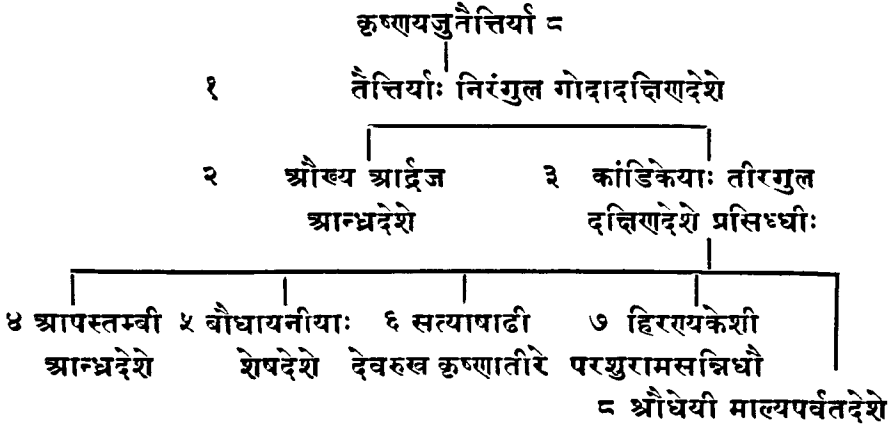 कृष्णयजुतैत्तिर्या ८
१ तैत्तिर्याः निरंगुल गोदादक्षिणदेशे
२ औख्य आर्द्रज ३ कांडिकेयाः तीरगुल
आन्ध्रदेशे दक्षिणदेशे प्रसिध्धीः
४ आपस्तम्बी ५ बौधायनीयाः ६ सत्याषाढी ७ हिरण्यकेशी
आन्ध्रदेशे शेषदेशे देवरुख कृष्णातीरे परशुरामसन्निधौ
८ श्रौधेयी माल्यपर्वतदेशे